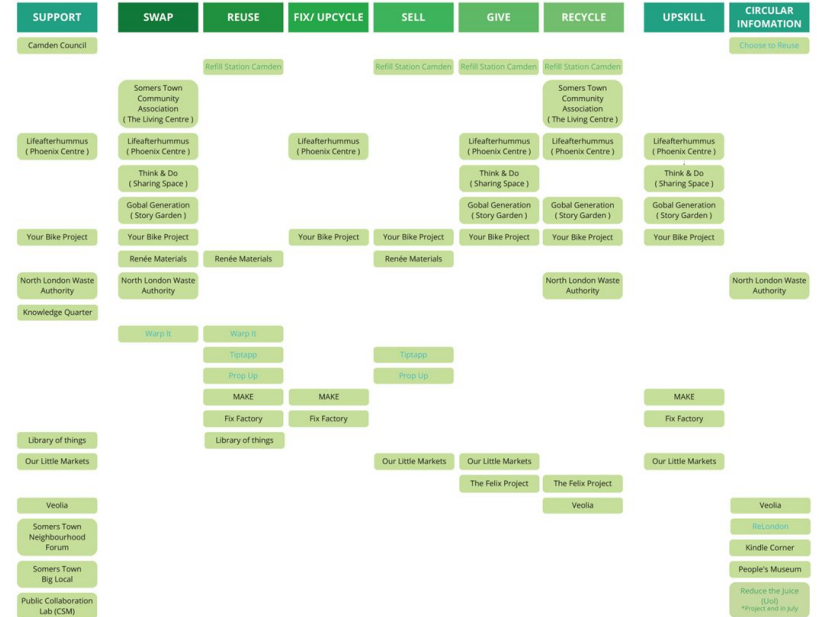 SUPPORT SWAP REUSE FIX/ UPCYCLE SELL GIVE RECYCLE UPSKILL CIRCULAR
INFOMATION
Camden Council Choose to Reuse
Refill Station Camden Refill Station Camden Refill Station Camden Refill Station Camden
Somers Town Somers Town
Community Community
Association Association
( The Living Centre ) ( The Living Centre )
Lifeafterhummus Lifeafterhummus Lifeafterhummus Lifeafterhummus Lifeafterhummus Lifeafterhummus
( Phoenix Centre ) ( Phoenix Centre ) ( Phoenix Centre ) ( Phoenix Centre ) ( Phoenix Centre ) ( Phoenix Centre )
Think & Do Think & Do Think & Do
( Sharing Space ) ( Sharing Space ) ( Sharing Space )
Gobal Generation Gobal Generation Gobal Generation Gobal Generation
( Story Garden ) ( Story Garden ) ( Story Garden ) ( Story Garden )
Your Bike Project Your Bike Project Your Bike Project Your Bike Project Your Bike Project Your Bike Project Your Bike Project
Renée Materials Renée Materials Renée Materials
North London Waste North London Waste North London Waste North London Waste
Authority Authority Authority Authority
Knowledge Quarter
Warp It Warp It
Tiptapp Tiptapp
Prop Up Prop Up
MAKE MAKE MAKE
Fix Factory Fix Factory Fix Factory
Library of things Library of things
Our Little Markets Our Little Markets Our Little Markets Our Little Markets
The Felix Project The Felix Project
Veolia Veolia Veolia
Somers Town ReLondon
Neighbourhood
Forum Kindle Corner
Somers Town People's Museum
Big Local
Public Collaboration Reduce the Juice
Lab (CSM) (UoI)
*Project end in July